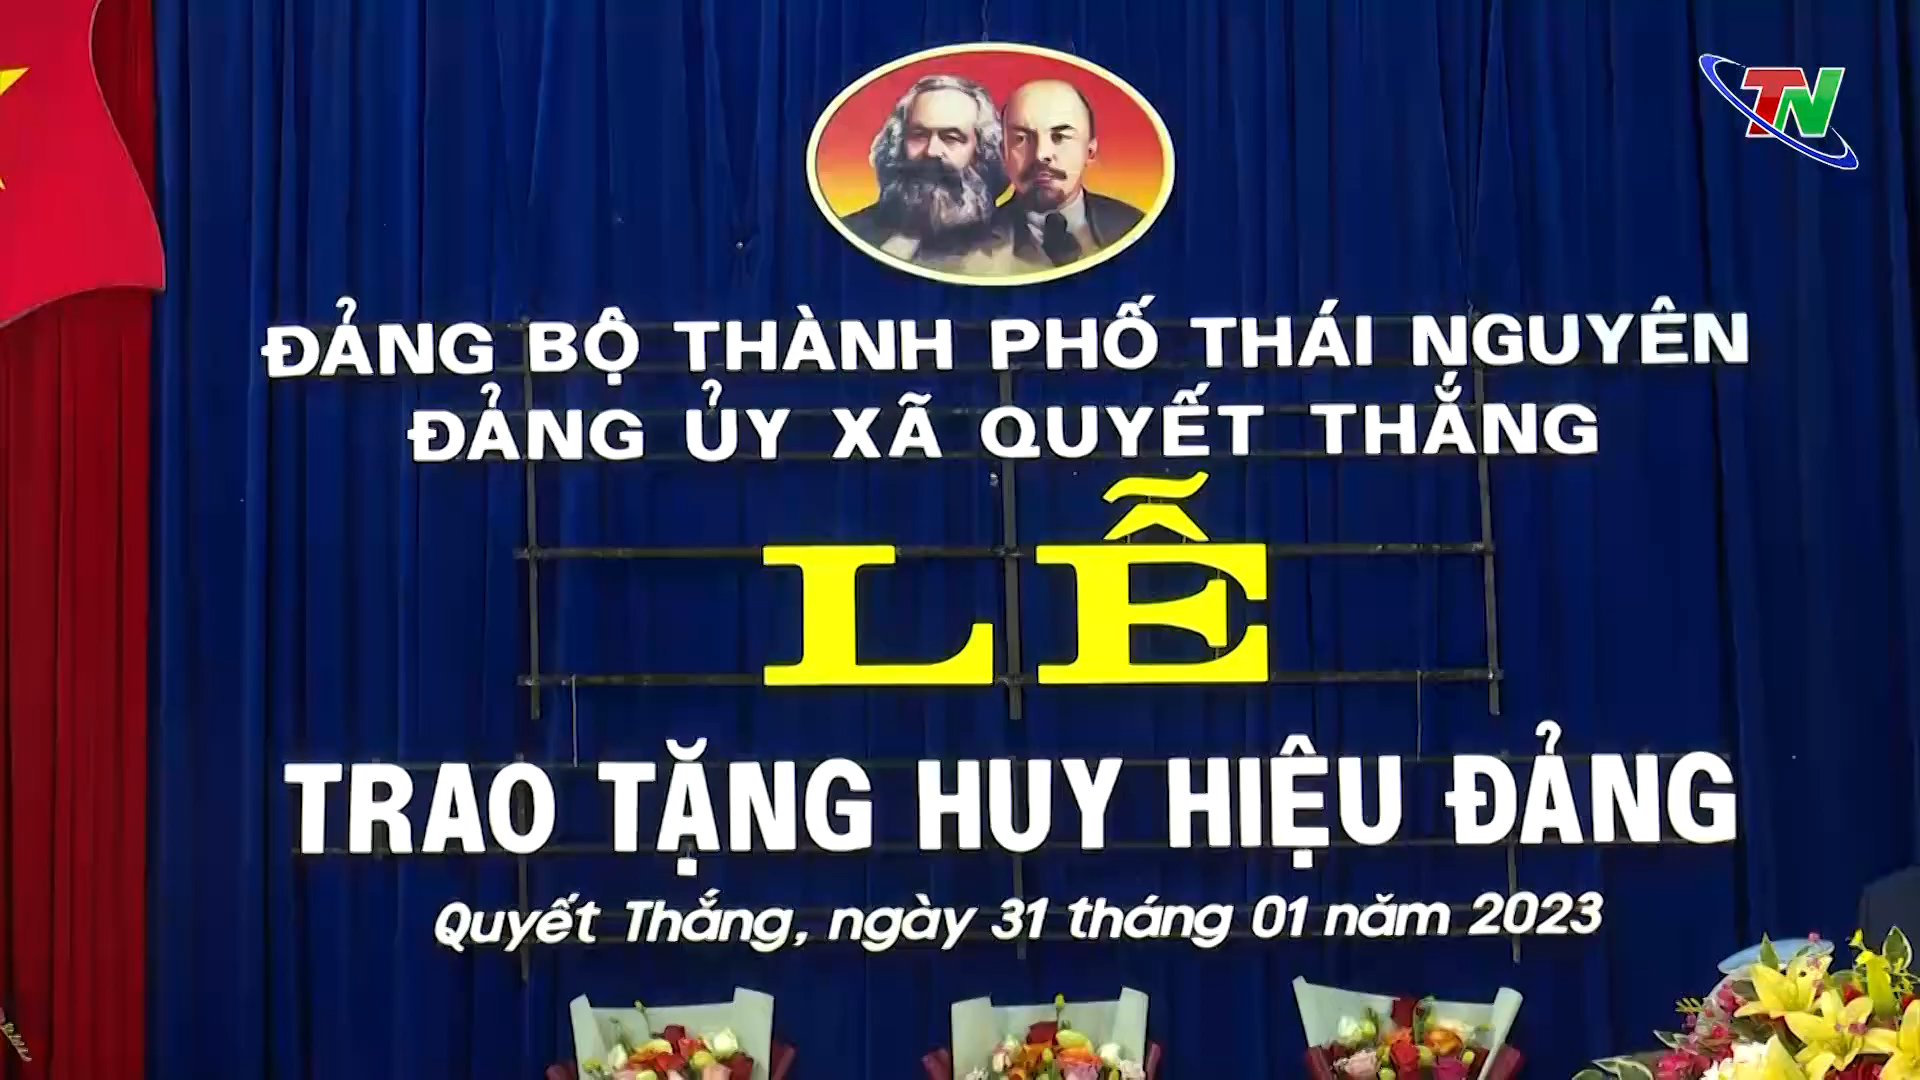 TN
ĐẢNG BỘ THÀNH PHỐ THÁI NGUYÊN
ĐẢNG ỦY XÃ QUYẾT THẮNG
LỄ
TRAO TẶNG HUY HIỆU ĐẢNG
Quyết Thắng, ngày 31 tháng 01 năm 2023